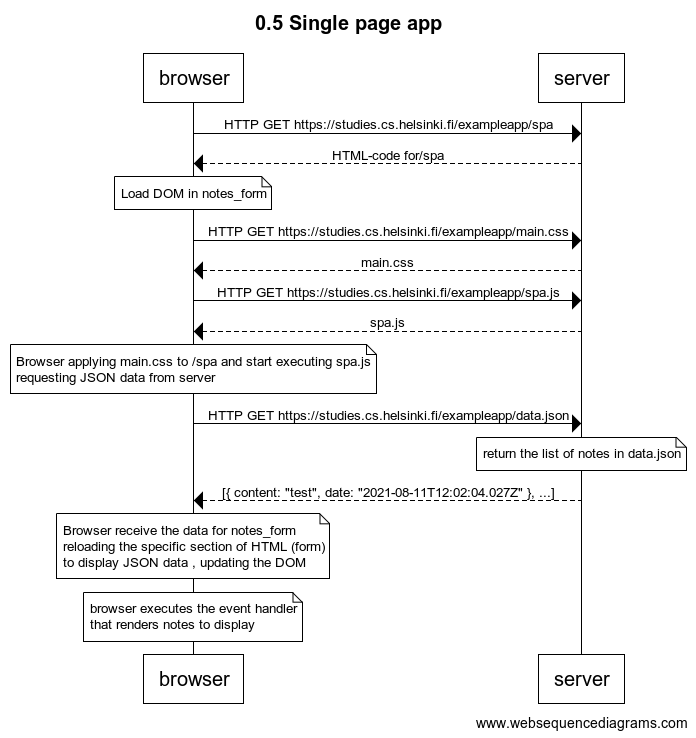 0.5 Single page app
browser
server
HTTP GET https://studies.cs.helsinki.fi/exampleapp/spa
HTML-code for/spa
Load DOM in notes_form
HTTP GET https://studies.cs.helsinki.fi/exampleapp/main.css
main.css
HTTP GET https://studies.cs.helsinki.fi/exampleapp/spa.js
spa.js
Browser applying main.css to /spa and start executing spa.js
requesting JSON data from server
HTTP GET https://studies.cs.helsinki.fi/exampleapp/data.json
return the list of notes in data.json
[{ content: "test", date: "2021-08-11T12:02:04.027Z" }, ...]
Browser receive the data for notes_form
reloading the specific section of HTML (form)
to display JSON data , updating the DOM
browser executes the event handler
that renders notes to display
browser
server
www.websequencediagrams.com